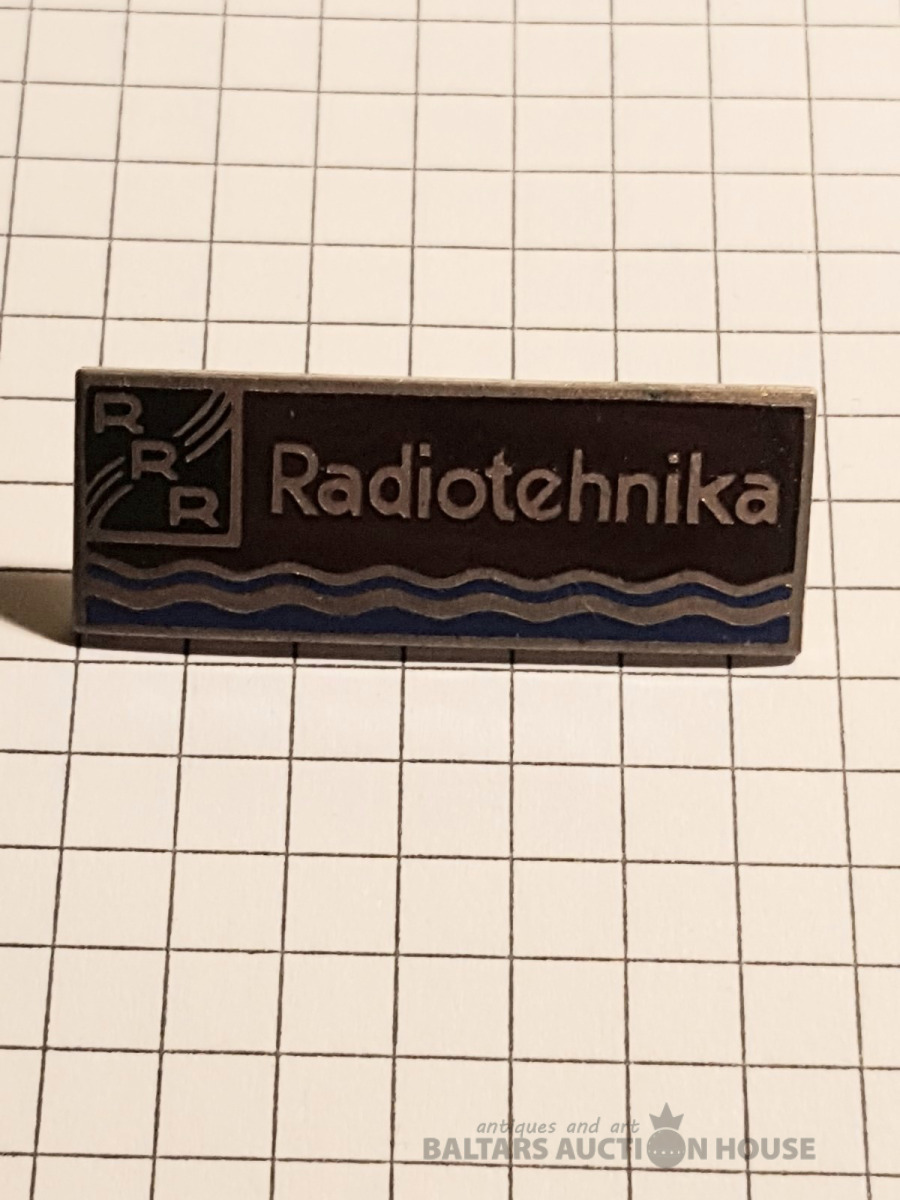 R
R
R
Radiotehnika
antiques and art
BALTARS AUCTION HOUSE